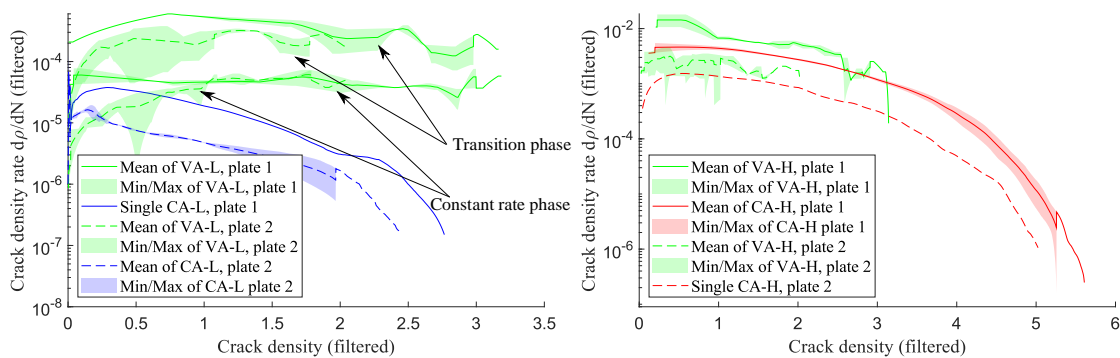 Crack density rate dρ/dN (filtered)
10^-4
10^-5
10^-6
10^-7
10^-8
Transition phase
Constant rate phase
Mean of VA-L, plate 1
Min/Max of VA-L, plate 1
Single CA-L, plate 1
Mean of VA-L, plate 2
Min/Max of VA-L, plate 2
Mean of CA-L, plate 2
Min/Max of CA-L plate 2
0 0.5 1 1.5 2 2.5 3 3.5
Crack density (filtered)
Crack density rate dρ/dN (filtered)
10^-2
10^-4
10^-6
Mean of VA-H, plate 1
Min/Max of VA-H, plate 1
Mean of CA-H, plate 1
Min/Max of CA-H plate 1
Mean of VA-H, plate 2
Min/Max of VA-H, plate 2
Single CA-H, plate 2
0 1 2 3 4 5 6
Crack density (filtered)